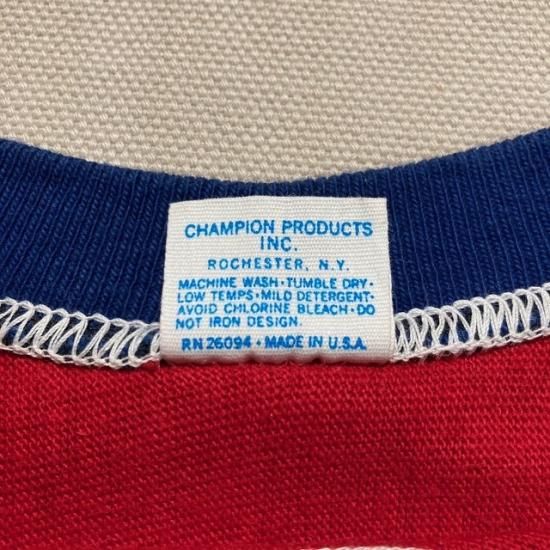 CHAMPION PRODUCTS
INC.
ROCHESTER, N.Y.
MACHINE WASH•TUMBLE DRY•
LOW TEMPS•MILD DETERGENT•
AVOID CHLORINE BLEACH•DO
NOT IRON DESIGN.
RN 26094 • MADE IN U.S.A.